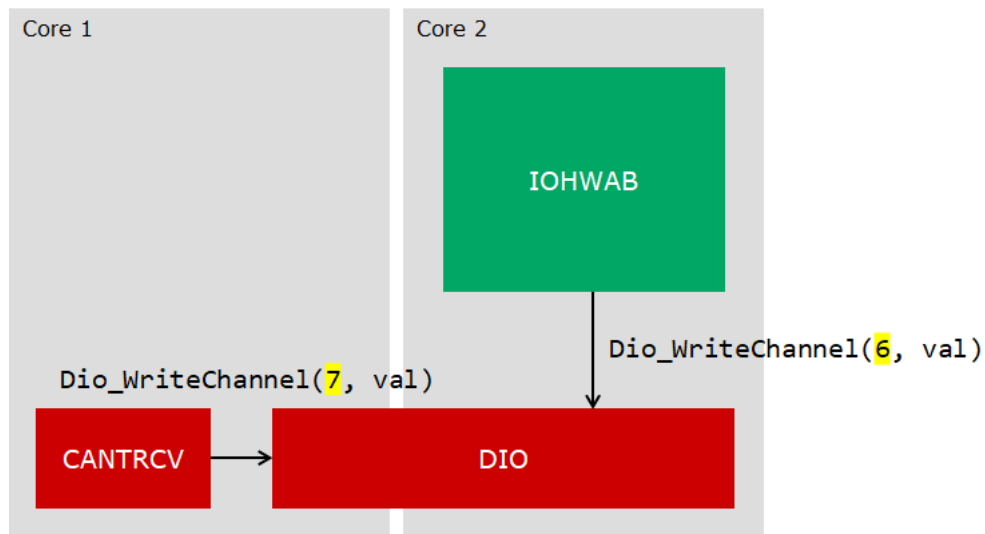 Core 1
Core 2
IOHWAB
Dio_WriteChannel(6, val)
Dio_WriteChannel(7, val)
CANTRCV
DIO